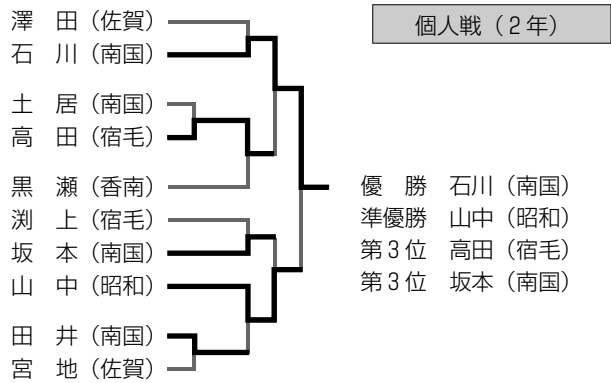 個人戦（２年）
澤　田（佐賀）
石　川（南国）
土　居（南国）
高　田（宿毛）
黒　瀬（香南）
渕　上（宿毛）
坂　本（南国）
山　中（昭和）
田　井（南国）
宮　地（佐賀）
優　勝　石川（南国）
準優勝　山中（昭和）
第３位　高田（宿毛）
第３位　坂本（南国）